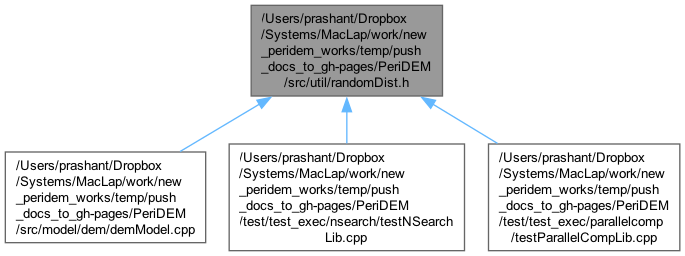 /Users/prashant/Dropbox
/Systems/MacLap/work/new
_peridem_works/temp/push
_docs_to_gh-pages/PeriDEM
/src/util/randomDist.h
/Users/prashant/Dropbox
/Systems/MacLap/work/new
_peridem_works/temp/push
_docs_to_gh-pages/PeriDEM
/src/model/dem/demModel.cpp
/Users/prashant/Dropbox
/Systems/MacLap/work/new
_peridem_works/temp/push
_docs_to_gh-pages/PeriDEM
/test/test_exec/nsearch/testNSearch
Lib.cpp
/Users/prashant/Dropbox
/Systems/MacLap/work/new
_peridem_works/temp/push
_docs_to_gh-pages/PeriDEM
/test/test_exec/parallelcomp
/testParallelCompLib.cpp